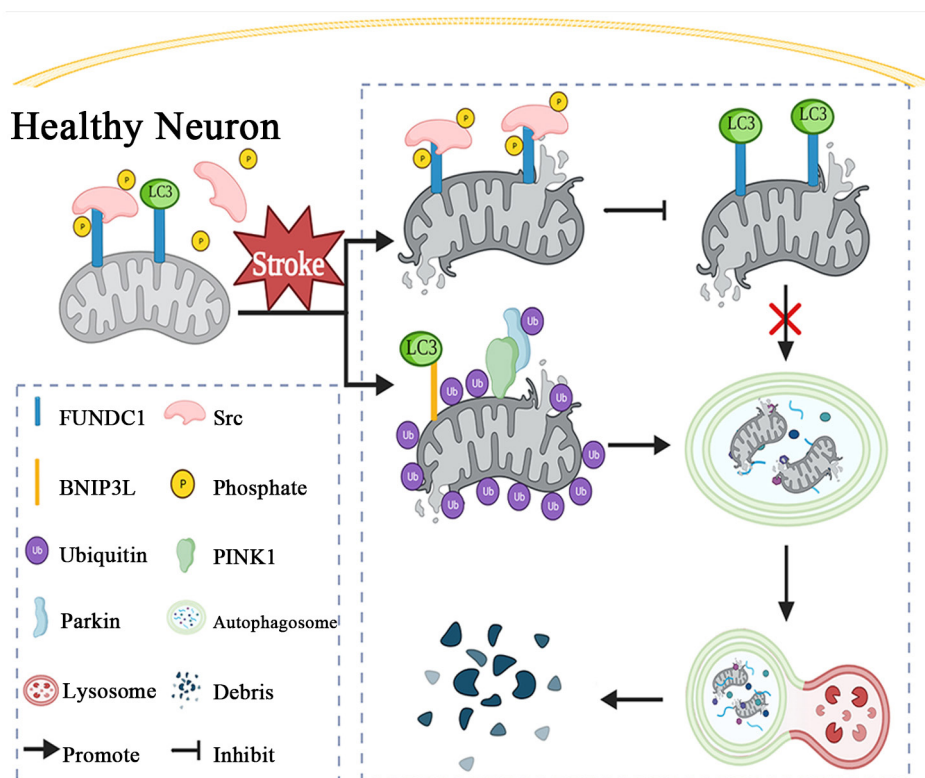 Healthy Neuron
P
P
LC3
P
P
Stroke
P
P
P
P
LC3
LC3
LC3
Ub
Ub
Ub
Ub
Ub
Ub
Ub
Ub
Ub
Ub
Ub
Ub
FUNDC1
Src
BNIP3L
P
Phosphate
Ub
Ubiquitin
PINK1
Parkin
Autophagosome
Lysosome
Debris
Promote
Inhibit